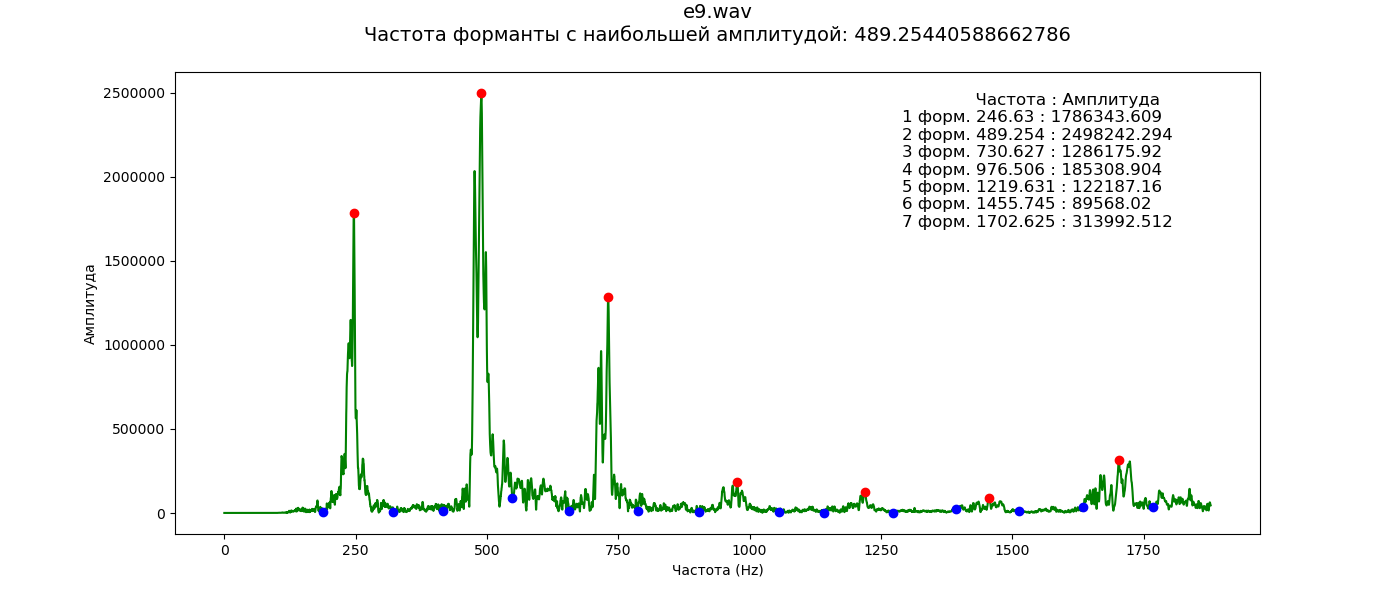 e9.wav
Частота форманты с наибольшей амплитудой: 489.25440588662786
Частота : Амплитуда
1 форм. 246.63 : 1786343.609
2 форм. 489.254 : 2498242.294
3 форм. 730.627 : 1286175.92
4 форм. 976.506 : 185308.904
5 форм. 1219.631 : 122187.16
6 форм. 1455.745 : 89568.02
7 форм. 1702.625 : 313992.512
Амплитуда
2500000
2000000
1500000
1000000
500000
0
0 250 500 750 1000 1250 1500 1750
Частота (Hz)